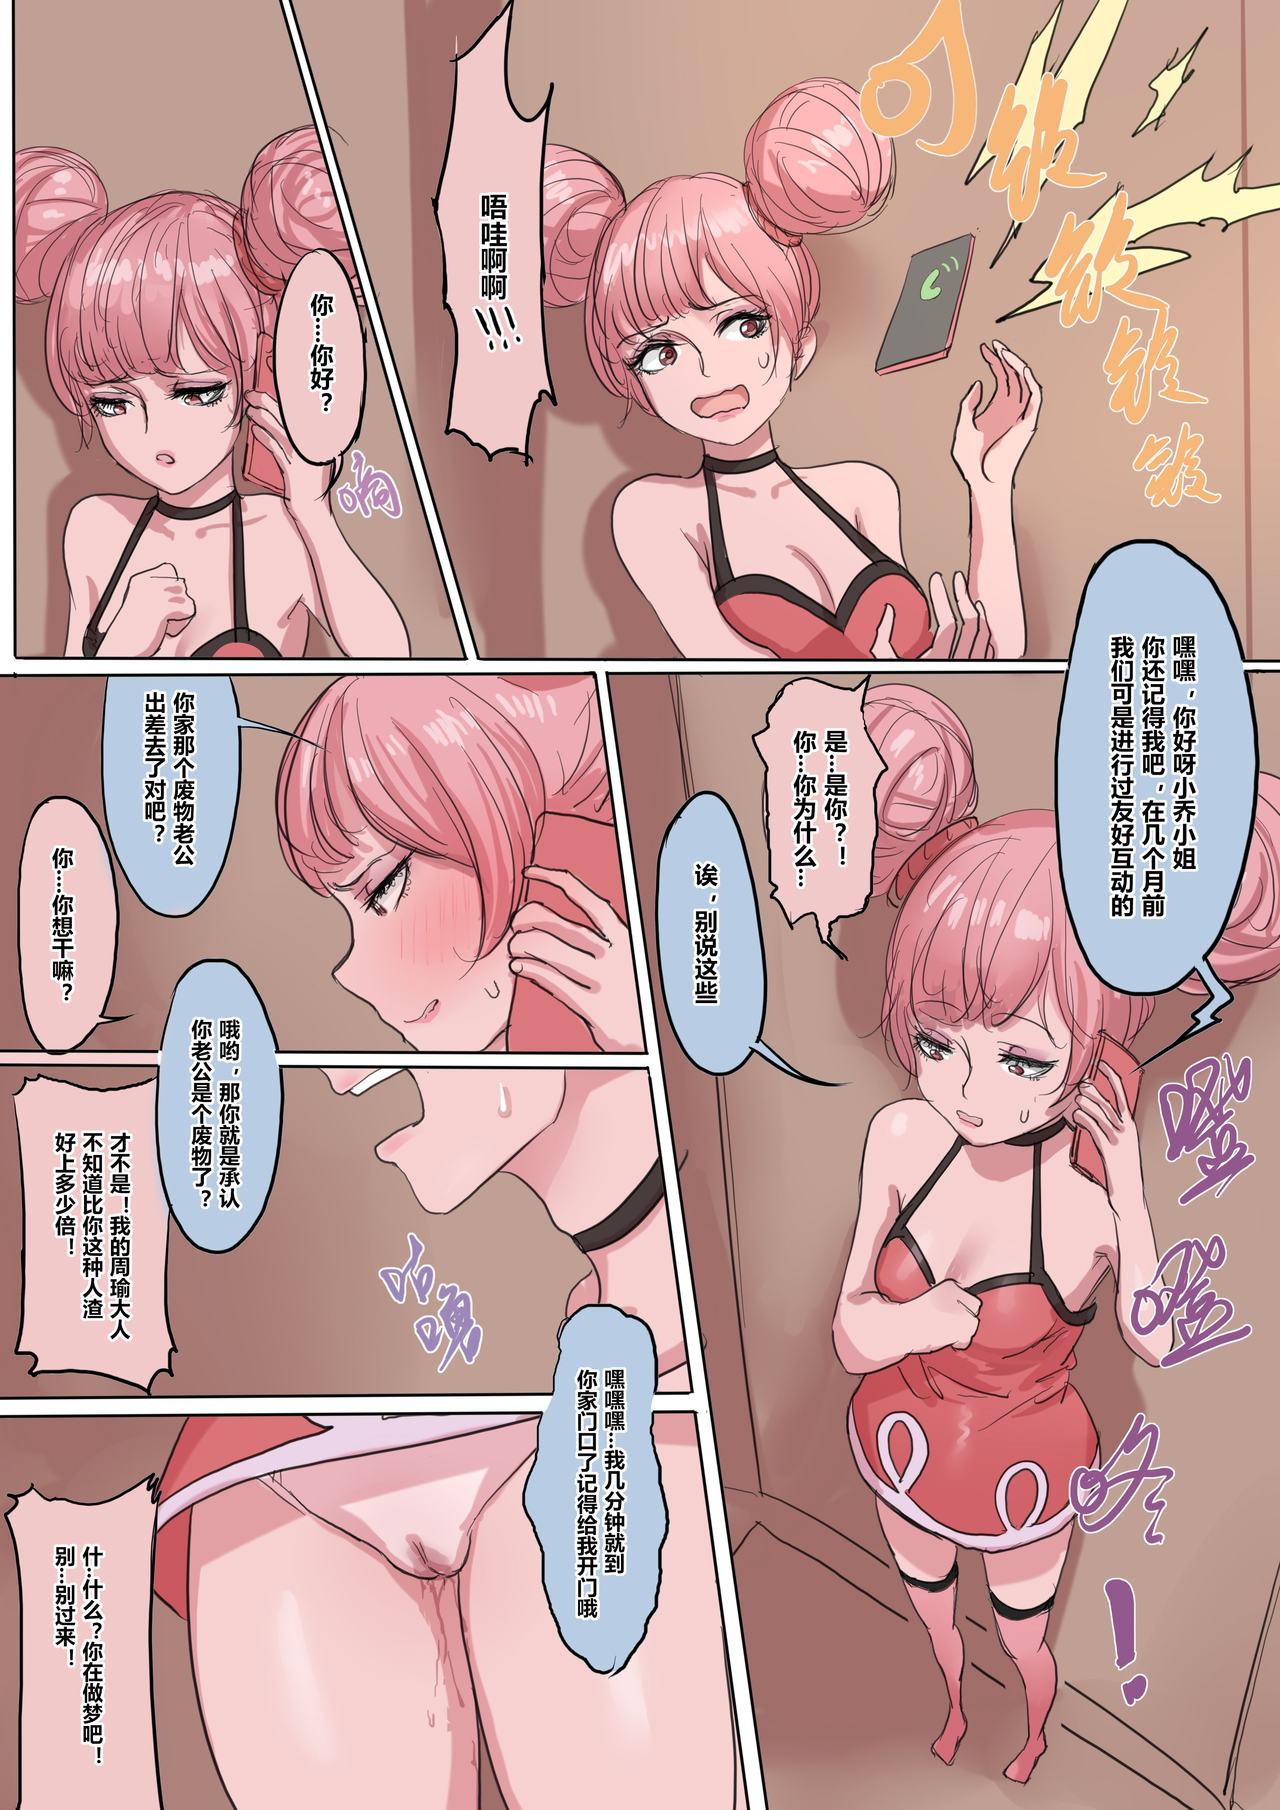 叮铃铃铃铃
唔哇啊啊!!!
你…你好？
嘀
嘿嘿，你好呀小乔小姐
你还记得我吧，在几个月前
我们可是进行过友好互动的
是…是你？！
你…你为什么…
诶，别说这些
噔
噔
咚
！
你家那个废物老公
出差去了对吧？
你…你想干嘛？
哦哟，那你就是承认
你老公是个废物了？
才不是！我的周瑜大人
不知道比你这种人渣
好上多少倍！
咕
嘿嘿嘿…我几分钟就到
你家门口了记得给我开门哦
什…什么？你在做梦吧！
别…别过来！